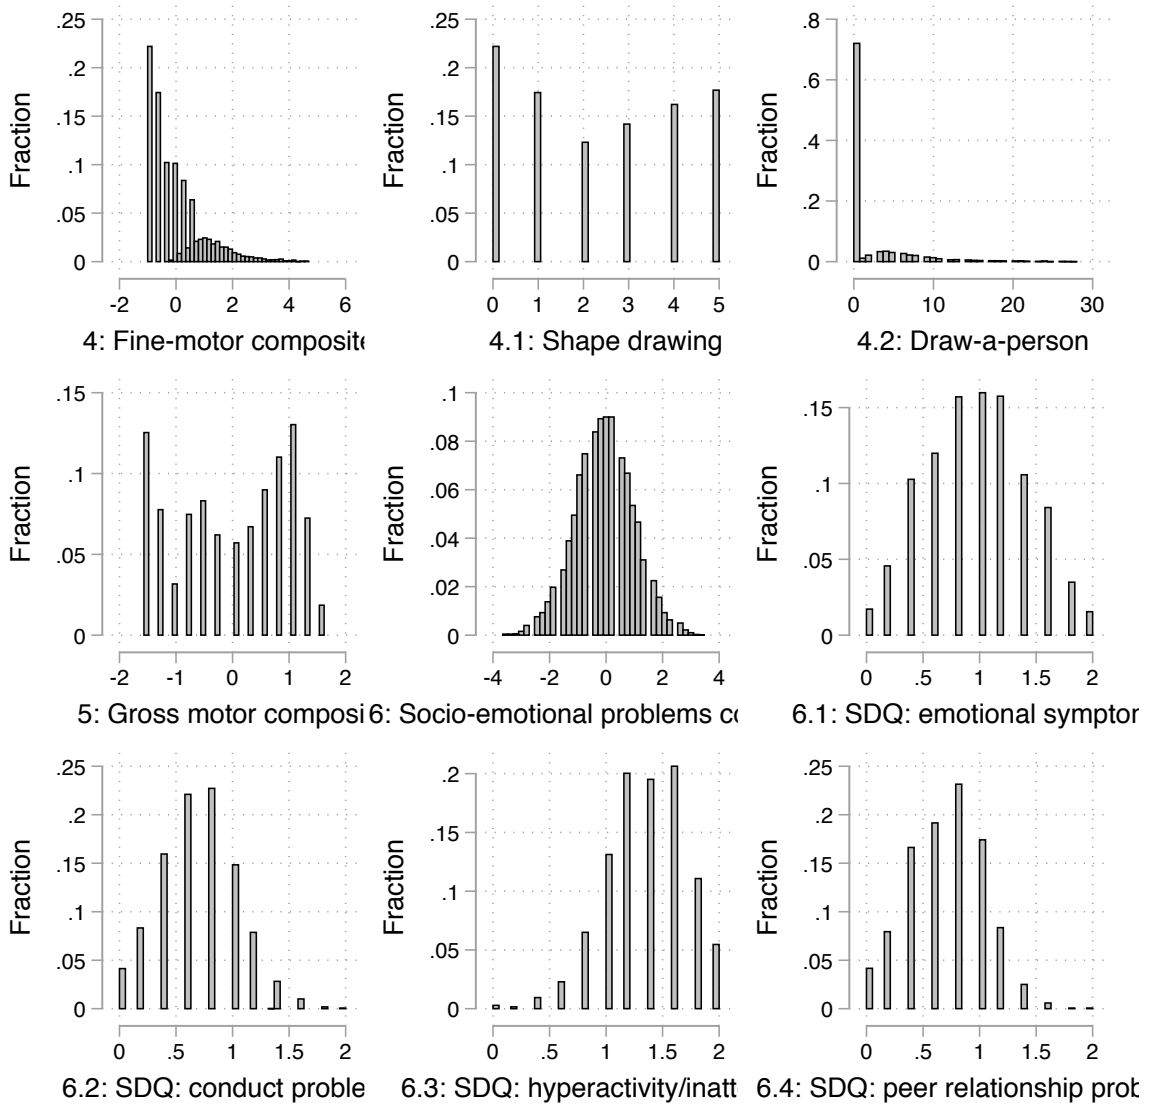 Fraction
.25
.2
.15
.1
.05
0
-2 0 2 4 6
4: Fine-motor composite
Fraction
.25
.2
.15
.1
.05
0
0 1 2 3 4 5
4.1: Shape drawing
Fraction
.8
.6
.4
.2
0
0 10 20 30
4.2: Draw-a-person
Fraction
.15
.1
.05
0
-2 -1 0 1 2
5: Gross motor composi
Fraction
.1
.08
.06
.04
.02
0
-4 -2 0 2 4
6: Socio-emotional problems co
Fraction
.15
.1
.05
0
0 .5 1 1.5 2
6.1: SDQ: emotional symptor
Fraction
.25
.2
.15
.1
.05
0
0 .5 1 1.5 2
6.2: SDQ: conduct proble
Fraction
.2
.15
.1
.05
0
0 .5 1 1.5 2
6.3: SDQ: hyperactivity/inatt
Fraction
.25
.2
.15
.1
.05
0
0 .5 1 1.5 2
6.4: SDQ: peer relationship prob